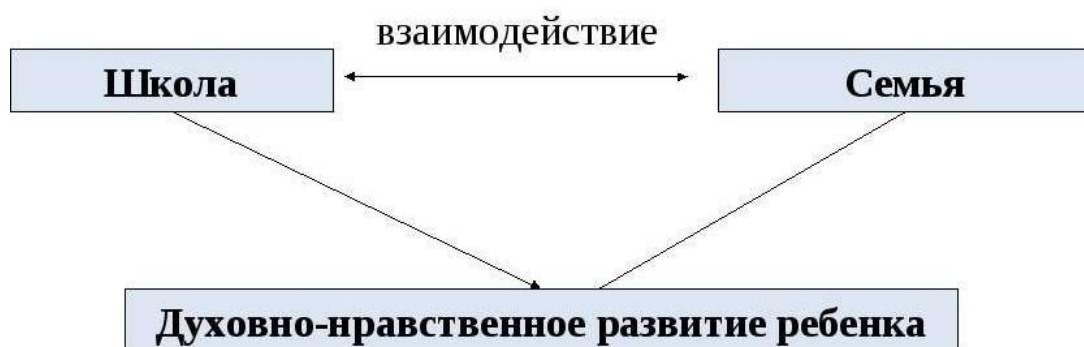 взаимодействие
Школа
Семья
Духовно-нравственное развитие ребенка